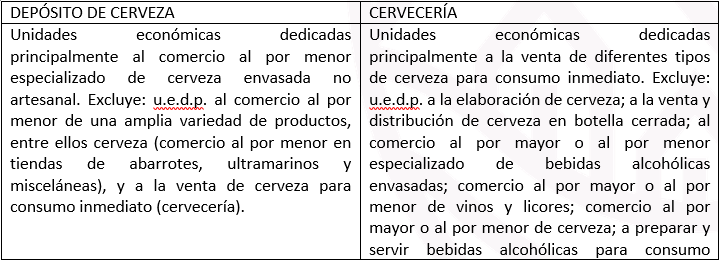 DEPÓSITO DE CERVEZA
Unidades económicas dedicadas
principalmente al comercio al por menor
especializado de cerveza envasada no
artesanal. Excluye: u.e.d.p. al comercio al por
menor de una amplia variedad de productos,
entre ellos cerveza (comercio al por menor en
tiendas de abarrotes, ultramarinos y
misceláneas), y a la venta de cerveza para
consumo inmediato (cervecería).
CERVECERÍA
Unidades económicas dedicadas
principalmente a la venta de diferentes tipos
de cerveza para consumo inmediato. Excluye:
u.e.d.p. a la elaboración de cerveza; a la venta y
distribución de cerveza en botella cerrada; al
comercio al por mayor o al por menor
especializado de bebidas alcohólicas
envasadas; comercio al por mayor o al por
menor de vinos y licores; comercio al por
mayor o al por menor de cerveza; a preparar y
servir bebidas alcohólicas para consumo